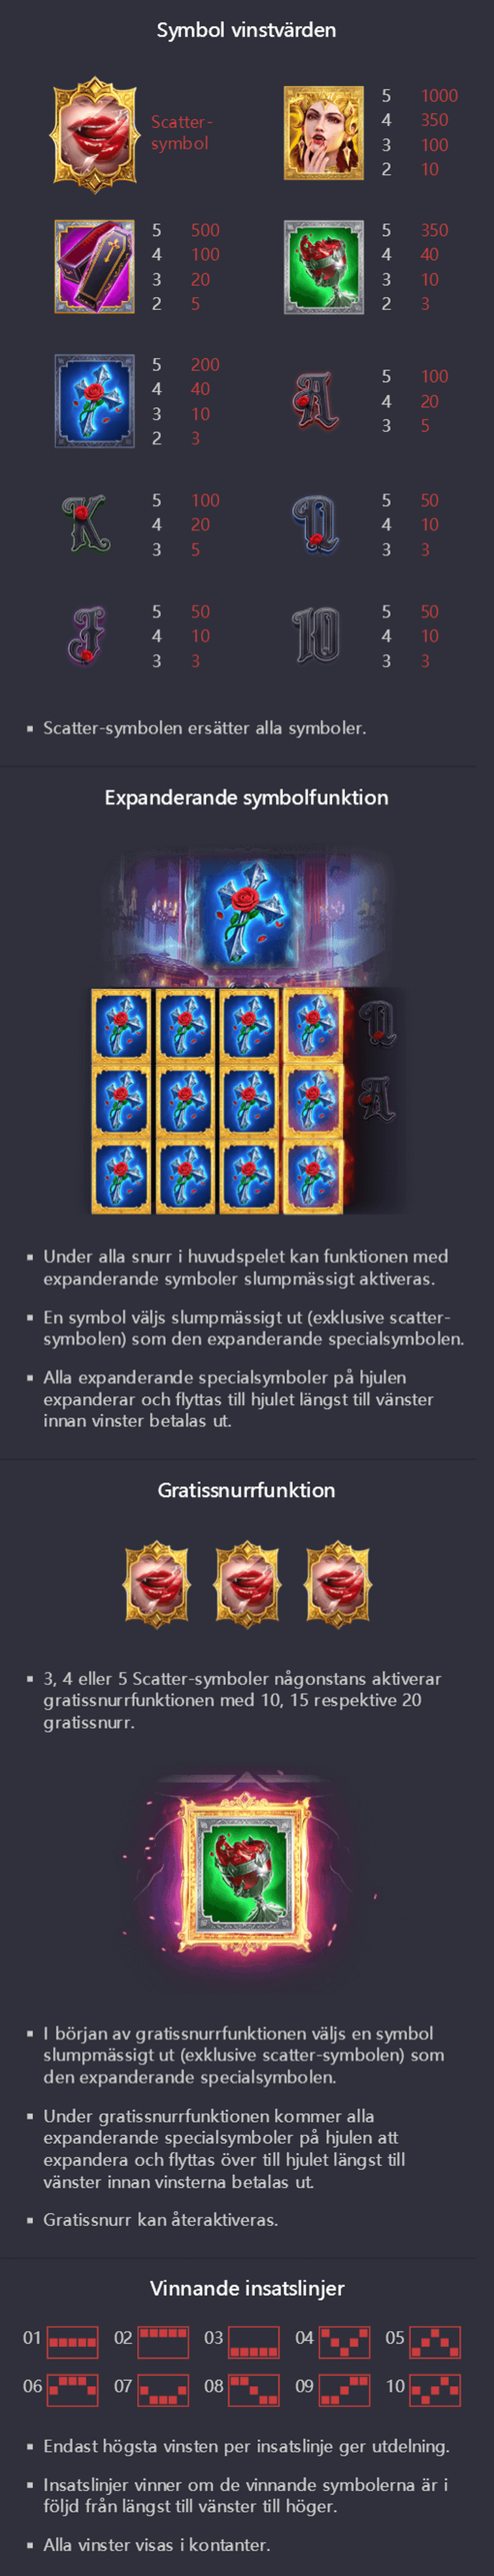 Symbol vinstvärden
Scatter-
symbol
5 1000
4 350
3 100
2 10
5 500
4 100
3 20
2 5
5 350
4 40
3 10
2 3
5 200
4 40
3 10
2 3
A
5 100
4 20
3 5
K
5 100
4 20
3 5
Q
5 50
4 10
3 3
J
5 50
4 10
3 3
10
5 50
4 10
3 3
▪ Scatter-symbolen ersätter alla symboler.
Expanderande symbolfunktion
Q
A
▪ Under alla snurr i huvudspelet kan funktionen med
expanderande symboler slumpmässigt aktiveras.
▪ En symbol väljs slumpmässigt ut (exklusive scatter-
symbolen) som den expanderande specialsymbolen.
▪ Alla expanderande specialsymboler på hjulen
expanderar och flyttas till hjulet längst till vänster
innan vinster betalas ut.
Gratissnurrfunktion
▪ 3, 4 eller 5 Scatter-symboler någonstans aktiverar
gratissnurrfunktionen med 10, 15 respektive 20
gratissnurr.
▪ I början av gratissnurrfunktionen väljs en symbol
slumpmässigt ut (exklusive scatter-symbolen) som
den expanderande specialsymbolen.
▪ Under gratissnurrfunktionen kommer alla
expanderande specialsymboler på hjulen att
expandera och flyttas över till hjulet längst till
vänster innan vinsterna betalas ut.
▪ Gratissnurr kan återaktiveras.
Vinnande insatslinjer
01 02 03 04 05
06 07 08 09 10
▪ Endast högsta vinsten per insatslinje ger utdelning.
▪ Insatslinjer vinner om de vinnande symbolerna är i
följd från längst till vänster till höger.
▪ Alla vinster visas i kontanter.